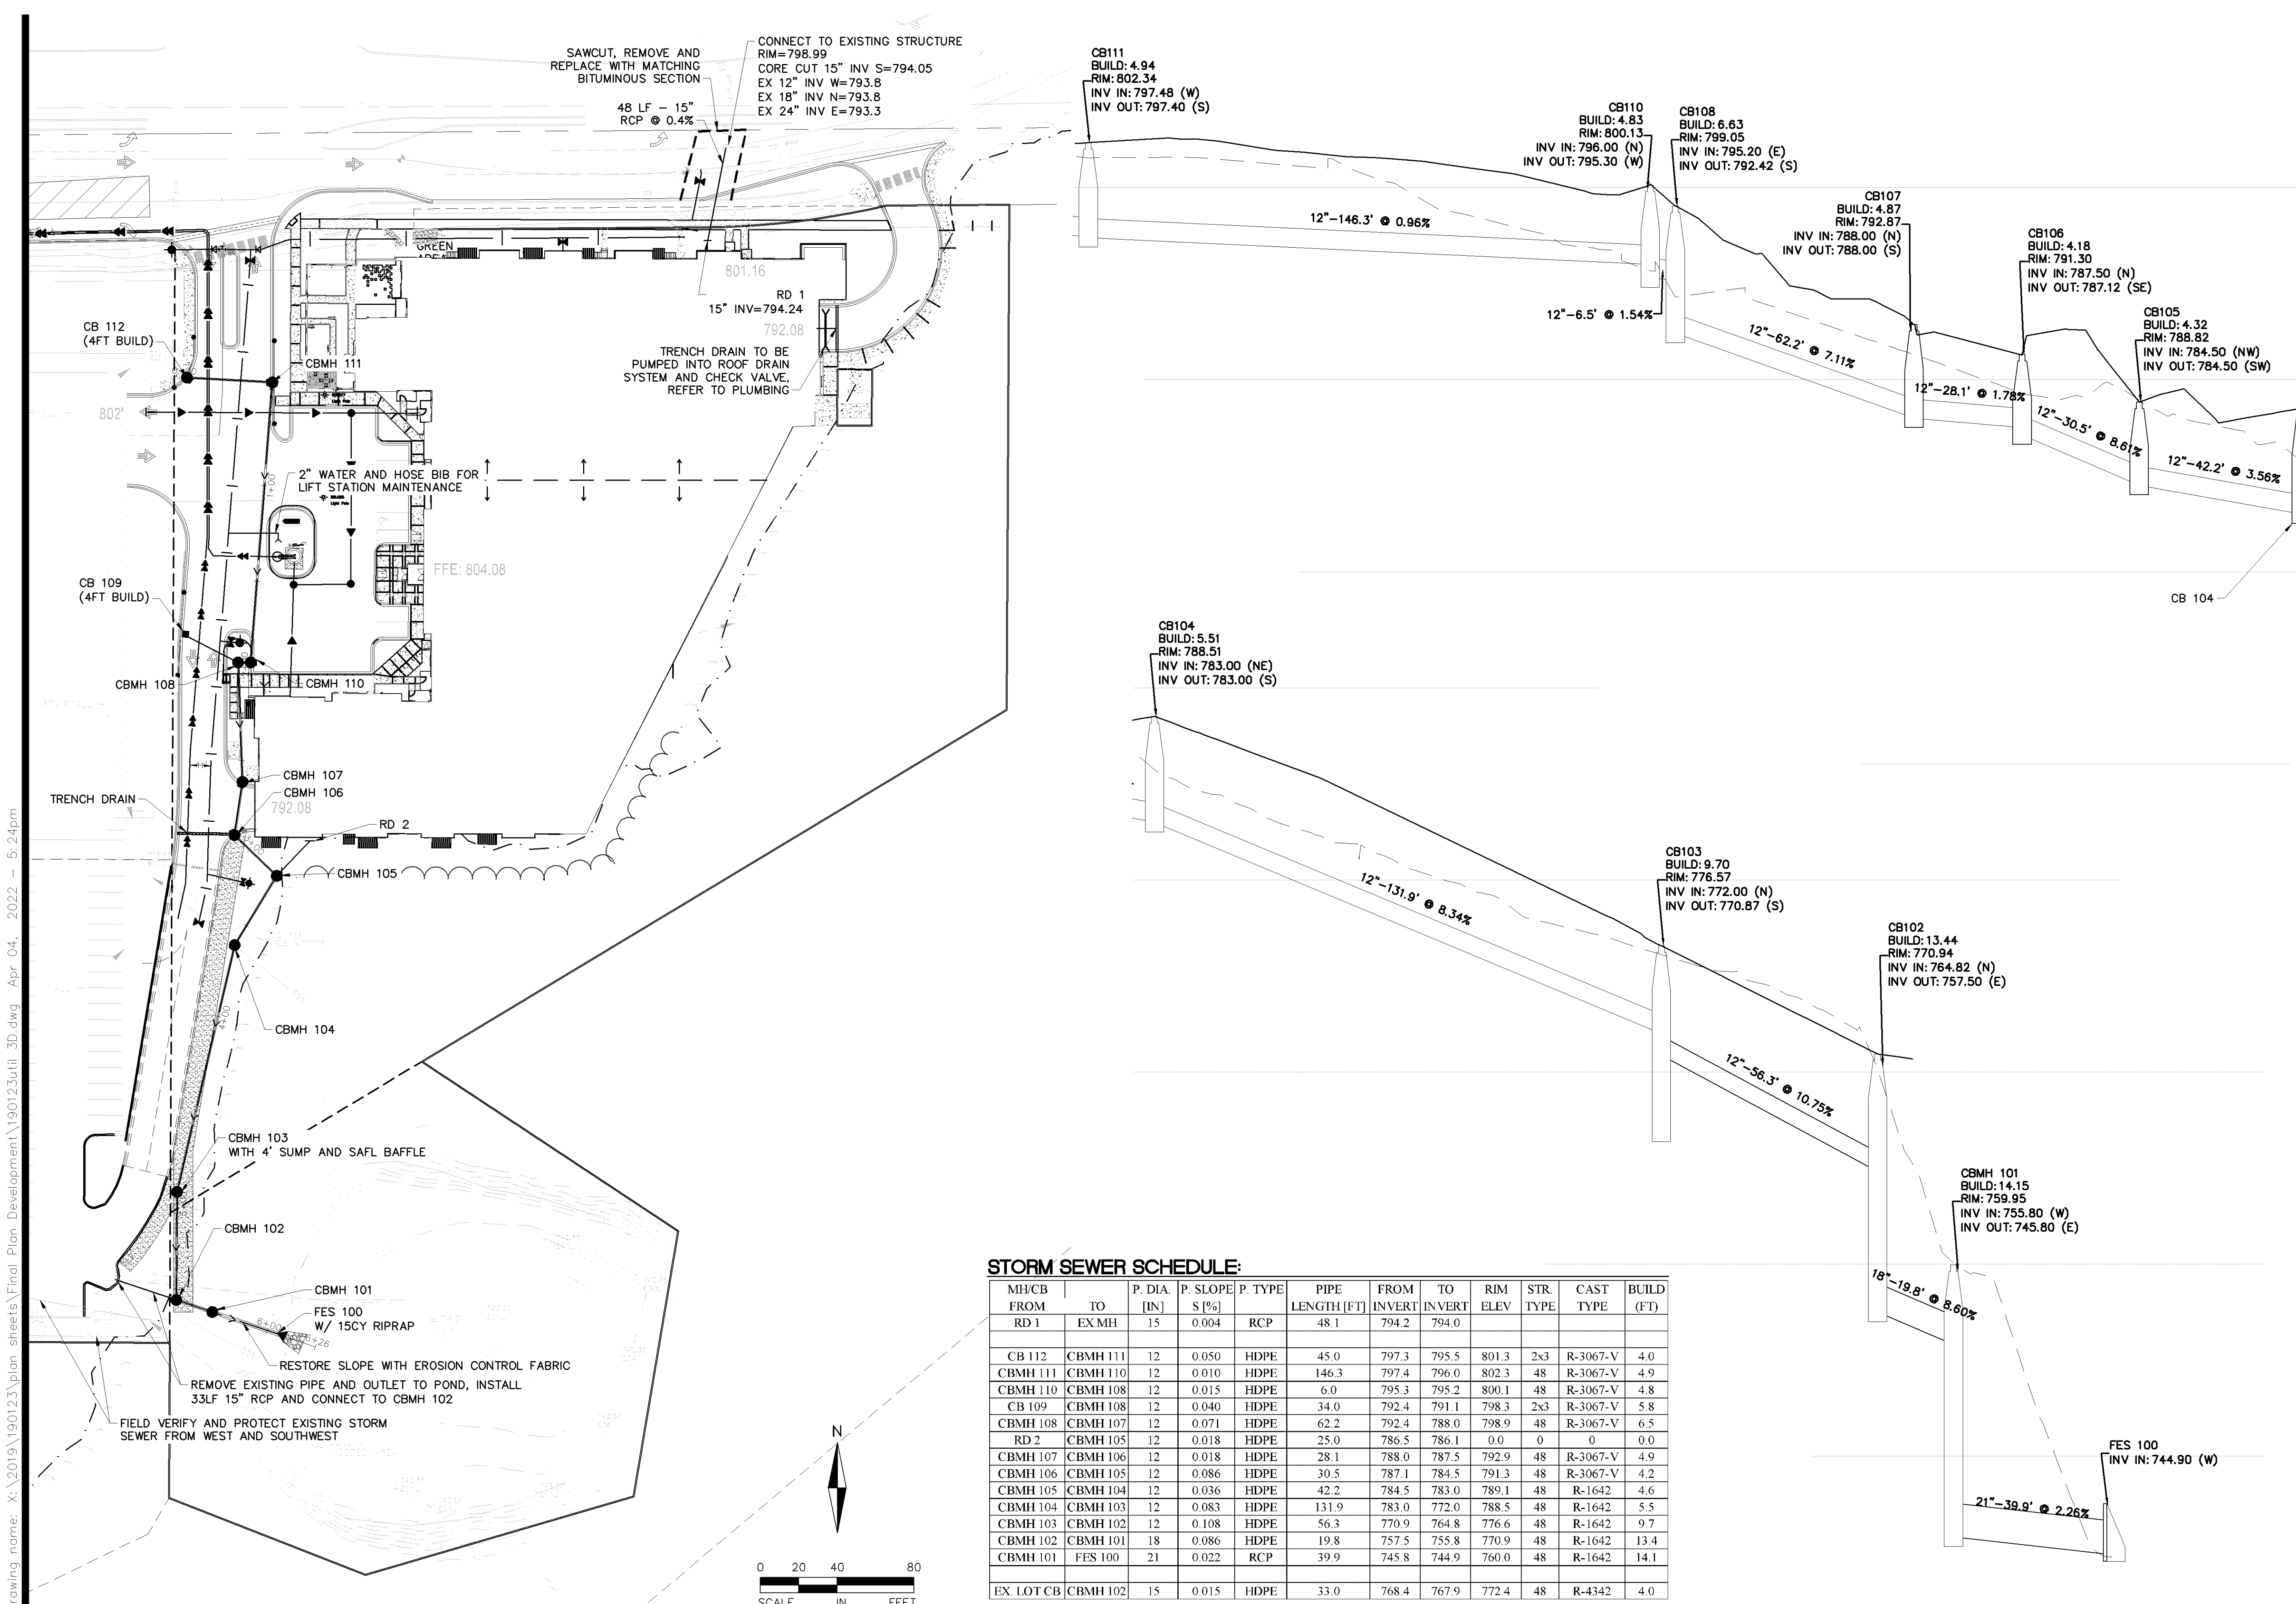 SAWCUT, REMOVE AND
REPLACE WITH MATCHING
BITUMINOUS SECTION
48 LF – 15"
RCP @ 0.4%
CONNECT TO EXISTING STRUCTURE
RIM=798.99
CORE CUT 15" INV S=794.05
EX 12" INV W=793.8
EX 18" INV N=793.8
EX 24" INV E=793.3
GREEN
AREA
801.16
RD 1
15" INV=794.24
792.08
TRENCH DRAIN TO BE
PUMPED INTO ROOF DRAIN
SYSTEM AND CHECK VALVE,
REFER TO PLUMBING
CB 112
(4FT BUILD)
CBMH 111
802'
2" WATER AND HOSE BIB FOR
LIFT STATION MAINTENANCE
1+00
FFE: 804.08
CB 109
(4FT BUILD)
CBMH 108
CBMH 110
CBMH 107
CBMH 106
792.08
TRENCH DRAIN
RD 2
CBMH 105
CBMH 104
4+00
CBMH 103
WITH 4' SUMP AND SAFL BAFFLE
CBMH 102
CBMH 101
FES 100
W/ 15CY RIPRAP
6+00
6+26
RESTORE SLOPE WITH EROSION CONTROL FABRIC
REMOVE EXISTING PIPE AND OUTLET TO POND, INSTALL
33LF 15" RCP AND CONNECT TO CBMH 102
FIELD VERIFY AND PROTECT EXISTING STORM
SEWER FROM WEST AND SOUTHWEST
N
0 20 40 80
SCALE IN FEET
rawing name: X:\2019\190123\plan sheets\Final Plan Development\190123util 3D.dwg Apr 04, 2022 – 5:24pm
CB111
BUILD: 4.94
RIM: 802.34
INV IN: 797.48 (W)
INV OUT: 797.40 (S)
12"-146.3' @ 0.96%
CB110
BUILD: 4.83
RIM: 800.13
INV IN: 796.00 (N)
INV OUT: 795.30 (W)
CB108
BUILD: 6.63
RIM: 799.05
INV IN: 795.20 (E)
INV OUT: 792.42 (S)
12"-6.5' @ 1.54%
12"-62.2' @ 7.11%
CB107
BUILD: 4.87
RIM: 792.87
INV IN: 788.00 (N)
INV OUT: 788.00 (S)
12"-28.1' @ 1.78%
CB106
BUILD: 4.18
RIM: 791.30
INV IN: 787.50 (N)
INV OUT: 787.12 (SE)
12"-30.5' @ 8.61%
CB105
BUILD: 4.32
RIM: 788.82
INV IN: 784.50 (NW)
INV OUT: 784.50 (SW)
12"-42.2' @ 3.56%
CB 104
CB104
BUILD: 5.51
RIM: 788.51
INV IN: 783.00 (NE)
INV OUT: 783.00 (S)
12"-131.9' @ 8.34%
CB103
BUILD: 9.70
RIM: 776.57
INV IN: 772.00 (N)
INV OUT: 770.87 (S)
12"-56.3' @ 10.75%
CB102
BUILD: 13.44
RIM: 770.94
INV IN: 764.82 (N)
INV OUT: 757.50 (E)
18"-19.8' @ 8.60%
CBMH 101
BUILD: 14.15
RIM: 759.95
INV IN: 755.80 (W)
INV OUT: 745.80 (E)
21"-39.9' @ 2.26%
FES 100
INV IN: 744.90 (W)
STORM SEWER SCHEDULE:
MH/CB P. DIA. P. SLOPE P. TYPE PIPE FROM TO RIM STR. CAST BUILD
FROM TO [IN] S [%] LENGTH [FT] INVERT INVERT ELEV TYPE TYPE (FT)
RD 1 EX MH 15 0.004 RCP 48.1 794.2 794.0
CB 112 CBMH 111 12 0.050 HDPE 45.0 797.3 795.5 801.3 2x3 R-3067-V 4.0
CBMH 111 CBMH 110 12 0.010 HDPE 146.3 797.4 796.0 802.3 48 R-3067-V 4.9
CBMH 110 CBMH 108 12 0.015 HDPE 6.0 795.3 795.2 800.1 48 R-3067-V 4.8
CB 109 CBMH 108 12 0.040 HDPE 34.0 792.4 791.1 798.3 2x3 R-3067-V 5.8
CBMH 108 CBMH 107 12 0.071 HDPE 62.2 792.4 788.0 798.9 48 R-3067-V 6.5
RD 2 CBMH 105 12 0.018 HDPE 25.0 786.5 786.1 0.0 0 0 0.0
CBMH 107 CBMH 106 12 0.018 HDPE 28.1 788.0 787.5 792.9 48 R-3067-V 4.9
CBMH 106 CBMH 105 12 0.086 HDPE 30.5 787.1 784.5 791.3 48 R-3067-V 4.2
CBMH 105 CBMH 104 12 0.036 HDPE 42.2 784.5 783.0 789.1 48 R-1642 4.6
CBMH 104 CBMH 103 12 0.083 HDPE 131.9 783.0 772.0 788.5 48 R-1642 5.5
CBMH 103 CBMH 102 12 0.108 HDPE 56.3 770.9 764.8 776.6 48 R-1642 9.7
CBMH 102 CBMH 101 18 0.086 HDPE 19.8 757.5 755.8 770.9 48 R-1642 13.4
CBMH 101 FES 100 21 0.022 RCP 39.9 745.8 744.9 760.0 48 R-1642 14.1
EX. LOT CB CBMH 102 15 0.015 HDPE 33.0 768.4 767.9 772.4 48 R-4342 4.0